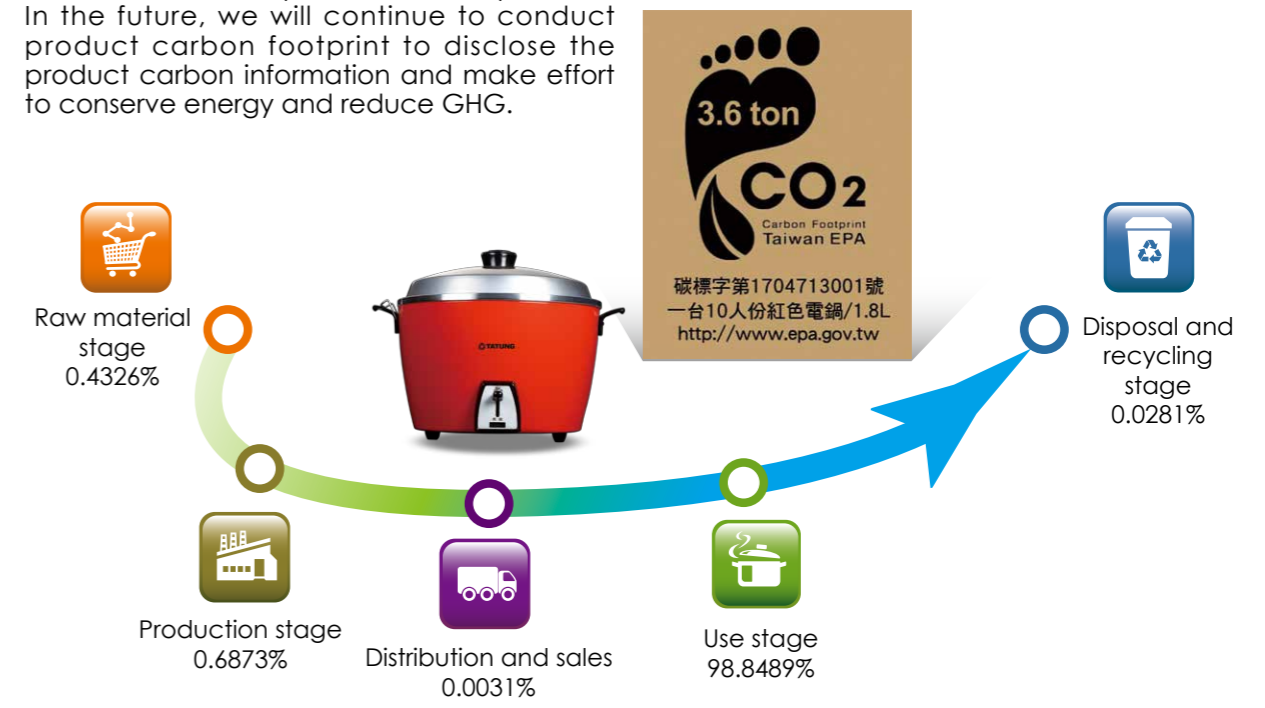 In the future, we will continue to conduct
product carbon footprint to disclose the
product carbon information and make effort
to conserve energy and reduce GHG.
3.6 ton
CO2
Carbon Footprint
Taiwan EPA
碳標字第1704713001號
一台10人份紅色電鍋/1.8L
http://www.epa.gov.tw
Raw material
stage
0.4326%
TATUNG
Disposal and
recycling
stage
0.0281%
Production stage
0.6873%
Distribution and sales
0.0031%
Use stage
98.8489%